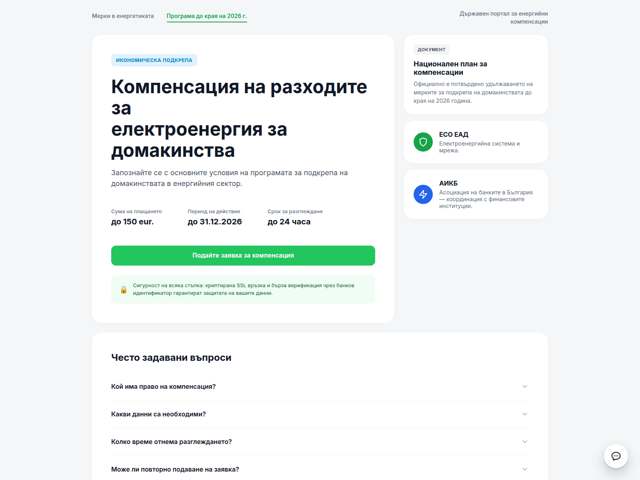 Мерки в енергетиката
Програма до края на 2026 г.
Държавен портал за енергийни
компенсации
ИКОНОМИЧЕСКА ПОДКРЕПА
Компенсация на разходите
за
електроенергия за
домакинства
Запознайте се с основните условия на програмата за подкрепа на
домакинствата в енергийния сектор.
Сума на плащането
до 150 eur.
Период на действие
до 31.12.2026
Срок за разглеждане
до 24 часа
Подайте заявка за компенсация
Сигурност на всяка стъпка: криптирана SSL връзка и бърза верификация чрез банков
идентификатор гарантират защитата на вашите данни.
ДОКУМЕНТ
Национален план за
компенсации
Официално е потвърдено удължаването на
мерките за подкрепа на домакинствата до
края на 2026 година.
ЕСО ЕАД
Електроенергийна система и
мрежа.
АИКБ
Асоциация на банките в България
— координация с финансовите
институции.
Често задавани въпроси
Кой има право на компенсация?
Какви данни са необходими?
Колко време отнема разглеждането?
Може ли повторно подаване на заявка?